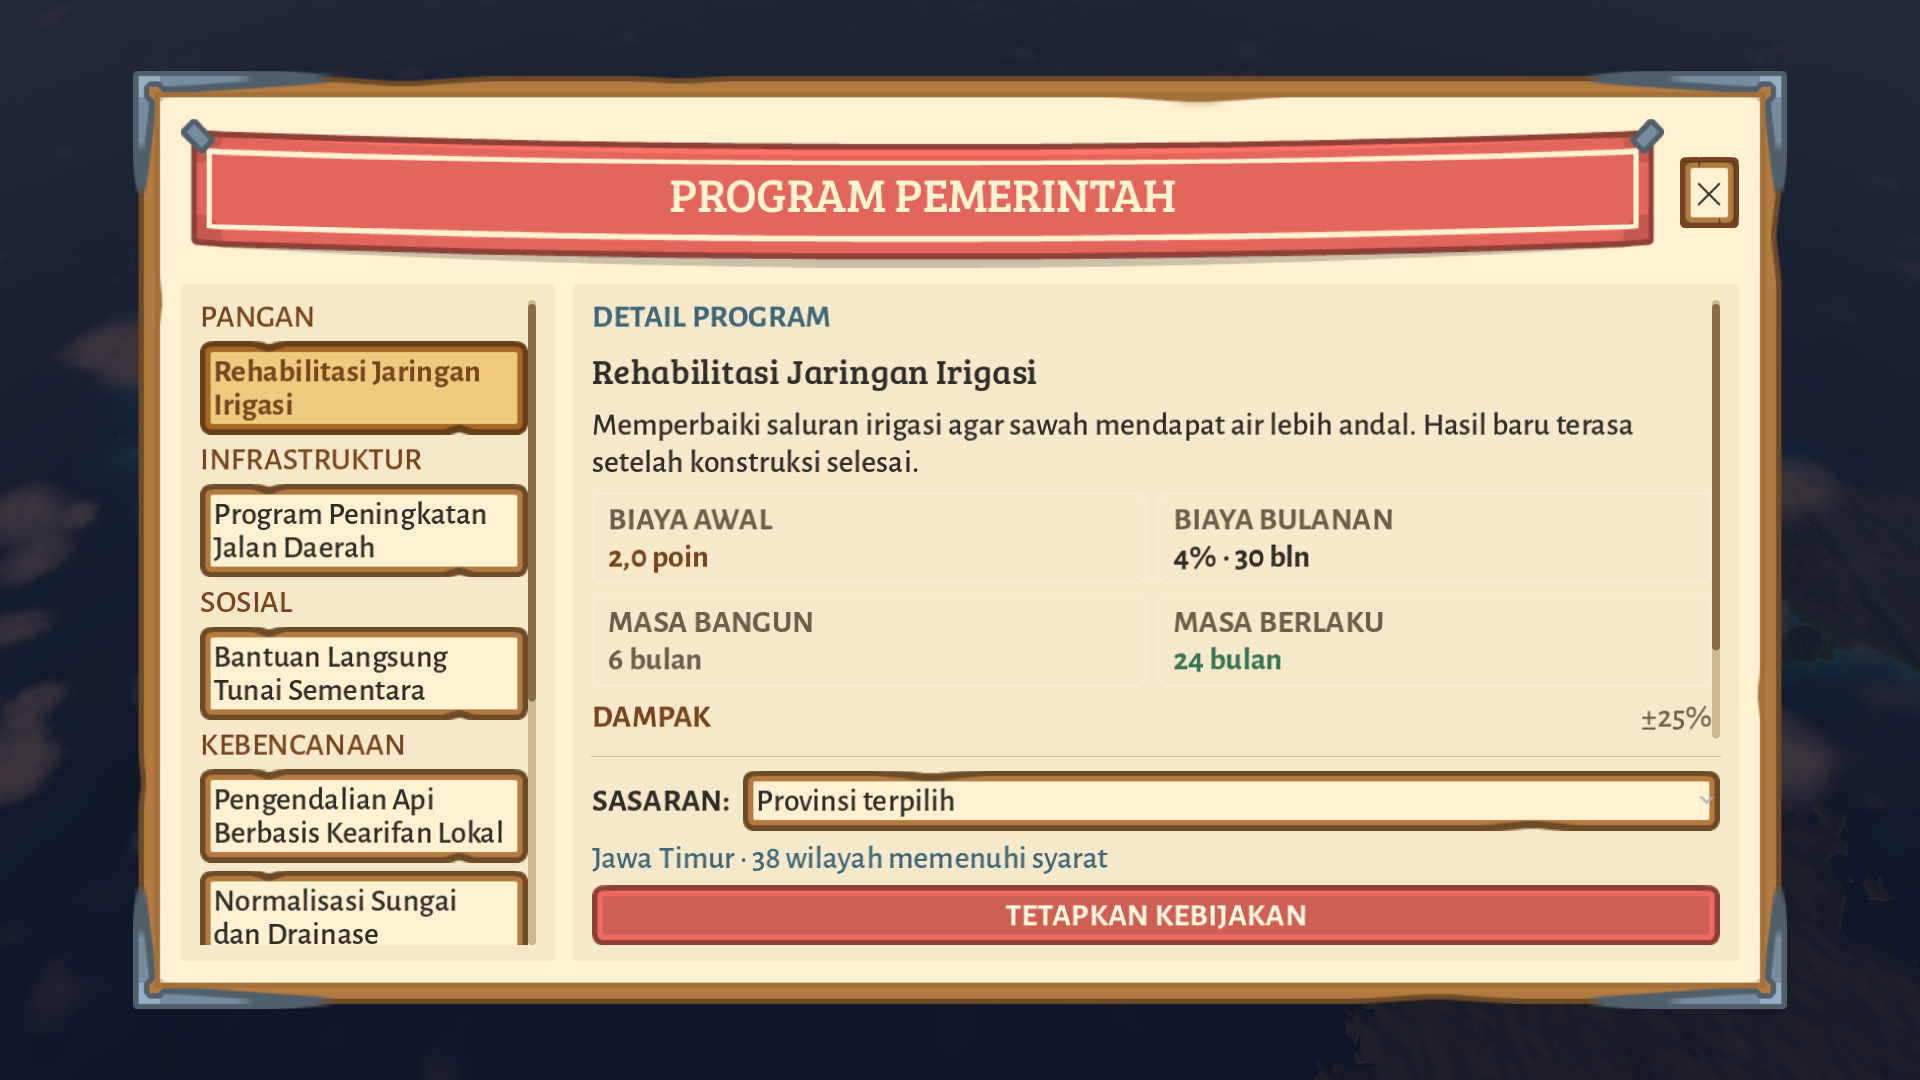 PROGRAM PEMERINTAH
PANGAN
Rehabilitasi Jaringan
Irigasi
INFRASTRUKTUR
Program Peningkatan
Jalan Daerah
SOSIAL
Bantuan Langsung
Tunai Sementara
KEBENCANAAN
Pengendalian Api
Berbasis Kearifan Lokal
Normalisasi Sungai
dan Drainase
DETAIL PROGRAM
Rehabilitasi Jaringan Irigasi
Memperbaiki saluran irigasi agar sawah mendapat air lebih andal. Hasil baru terasa
setelah konstruksi selesai.
BIAYA AWAL
2,0 poin
BIAYA BULANAN
4% · 30 bln
MASA BANGUN
6 bulan
MASA BERLAKU
24 bulan
DAMPAK
±25%
SASARAN: Provinsi terpilih
Jawa Timur · 38 wilayah memenuhi syarat
TETAPKAN KEBIJAKAN